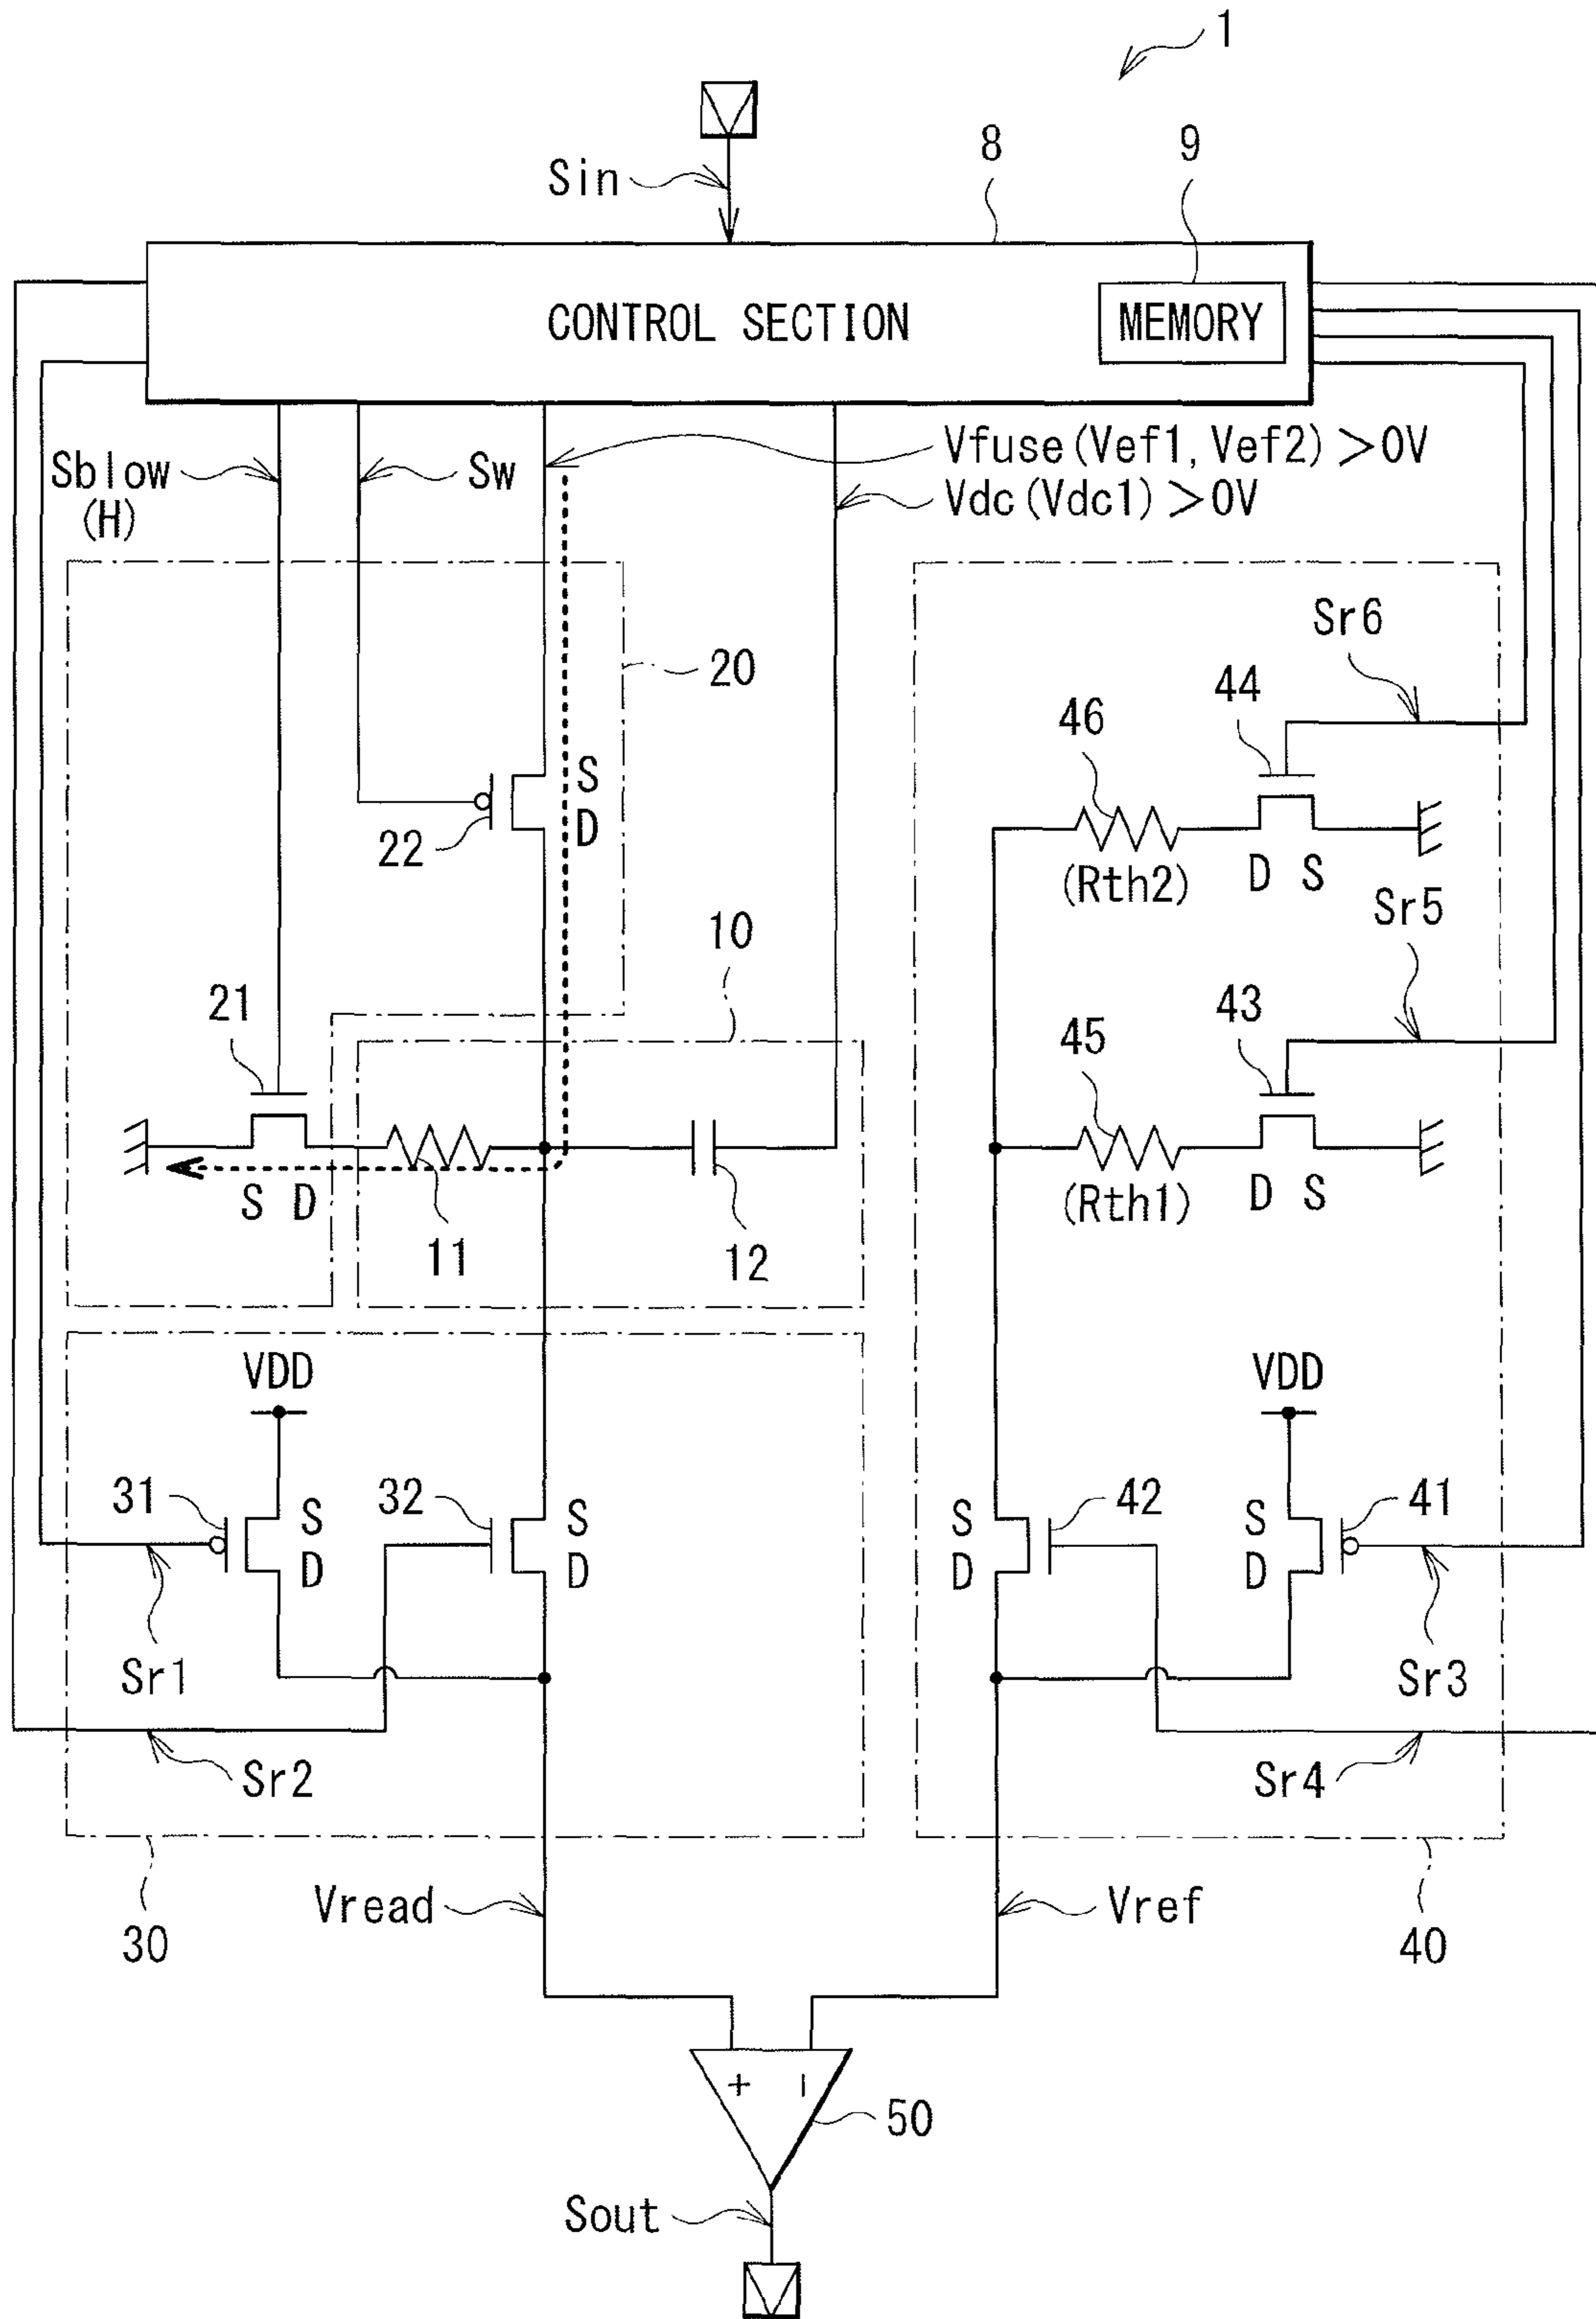 1
Sin
8
9
CONTROL SECTION
MEMORY
Sblow
(H)
Sw
Vfuse(Vef1, Vef2)>0V
Vdc(Vdc1)>0V
20
Sr6
44
46
S
D
22
(Rth2)
D S
Sr5
10
21
45
43
S D
11
12
(Rth1)
D S
VDD
VDD
31
S
D
32
S
D
S
D
42
S
D
41
Sr1
Sr3
Sr2
Sr4
30
Vread
Vref
40
+ −
50
Sout